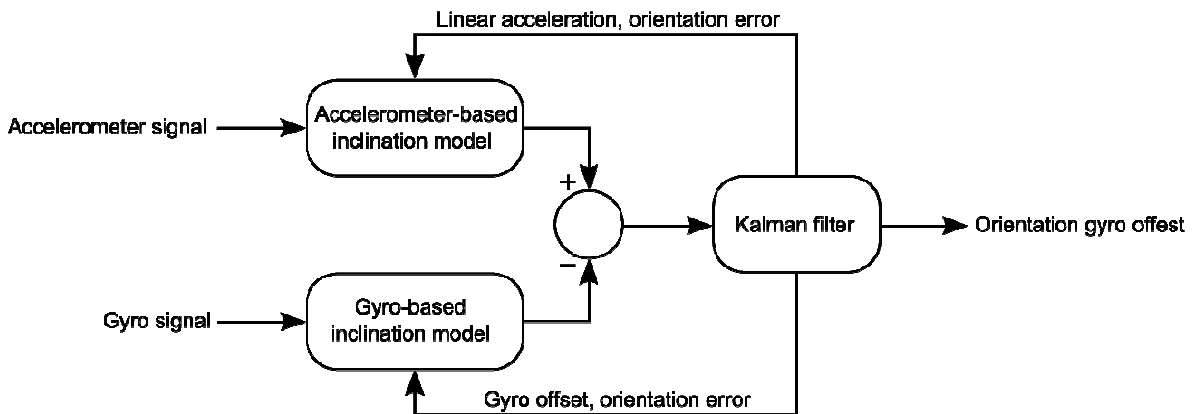 Linear acceleration, orientation error
Accelerometer signal
Accelerometer-based
inclination model
+
Kalman filter
Orientation gyro offest
−
Gyro signal
Gyro-based
inclination model
Gyro offset, orientation error